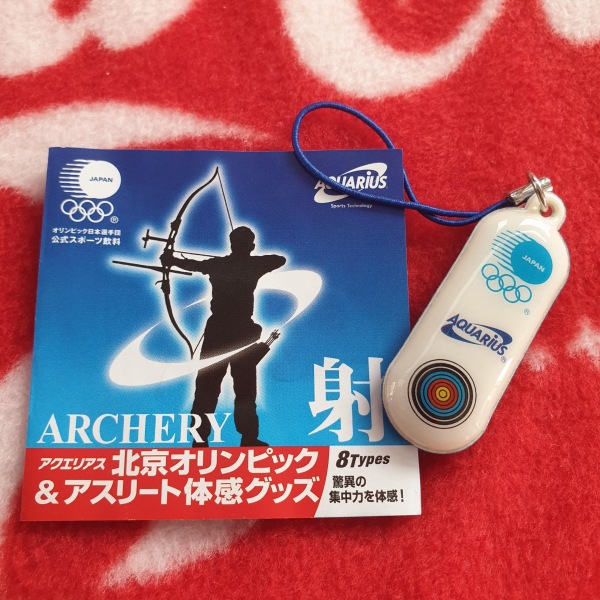 JAPAN
®
オリンピック日本選手団
公式スポーツ飲料
AQUARIUS
Sports Technology
ARCHERY
射
アクエリアス 北京オリンピック
&アスリート体感グッズ
8Types
驚異の
集中力を体感!
JAPAN
®
AQUARIUS
®